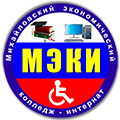 Михайловский экономический
МЭКИ
колледж - интернат